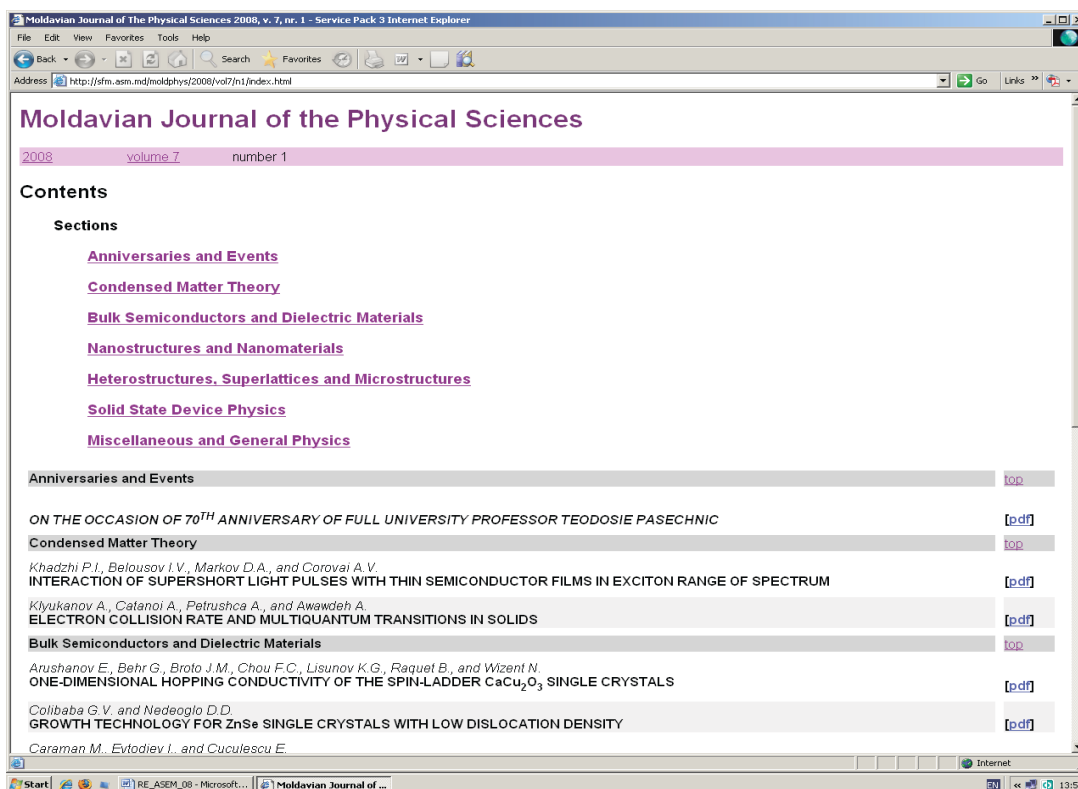 Moldavian Journal of The Physical Sciences 2008, v. 7, nr. 1 - Service Pack 3 Internet Explorer
File Edit View Favorites Tools Help
Back Search Favorites
Address http://sfm.asm.md/moldphys/2008/vol7/n1/index.html Go Links »
Moldavian Journal of the Physical Sciences
2008 volume 7 number 1
Contents
Sections
Anniversaries and Events
Condensed Matter Theory
Bulk Semiconductors and Dielectric Materials
Nanostructures and Nanomaterials
Heterostructures, Superlattices and Microstructures
Solid State Device Physics
Miscellaneous and General Physics
Anniversaries and Events top
ON THE OCCASION OF 70TH ANNIVERSARY OF FULL UNIVERSITY PROFESSOR TEODOSIE PASECHNIC [pdf]
Condensed Matter Theory top
Khadzhi P.I., Belousov I.V., Markov D.A., and Corovai A.V.
INTERACTION OF SUPERSHORT LIGHT PULSES WITH THIN SEMICONDUCTOR FILMS IN EXCITON RANGE OF SPECTRUM [pdf]
Klyukanov A., Catanoi A., Petrushca A., and Awawdeh A.
ELECTRON COLLISION RATE AND MULTIQUANTUM TRANSITIONS IN SOLIDS [pdf]
Bulk Semiconductors and Dielectric Materials top
Arushanov E., Behr G., Broto J.M., Chou F.C., Lisunov K.G., Raquet B., and Wizent N.
ONE-DIMENSIONAL HOPPING CONDUCTIVITY OF THE SPIN-LADDER CaCu2O3 SINGLE CRYSTALS [pdf]
Colibaba G.V. and Nedeoglo D.D.
GROWTH TECHNOLOGY FOR ZnSe SINGLE CRYSTALS WITH LOW DISLOCATION DENSITY [pdf]
Caraman M., Evtodiev I., and Cuculescu E.
Internet
Start RE_ASEM_08 - Microsoft... Moldavian Journal of ... EN « 13:5